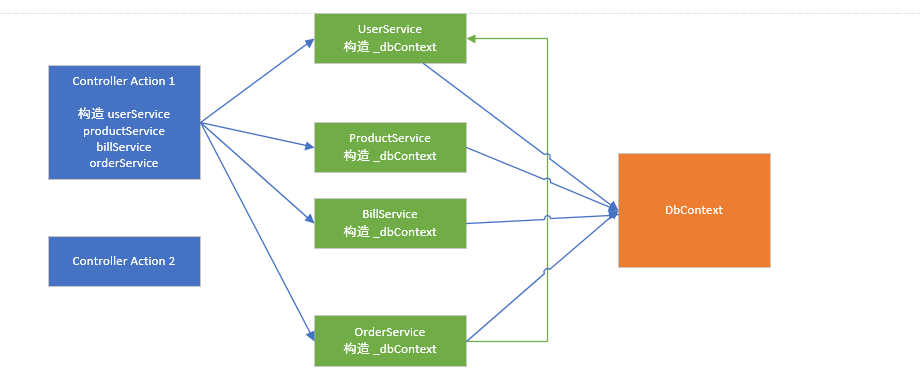 Controller Action 1
构造 userService
productService
billService
orderService
Controller Action 2
UserService
构造 _dbContext
ProductService
构造 _dbContext
BillService
构造 _dbContext
OrderService
构造 _dbContext
DbContext